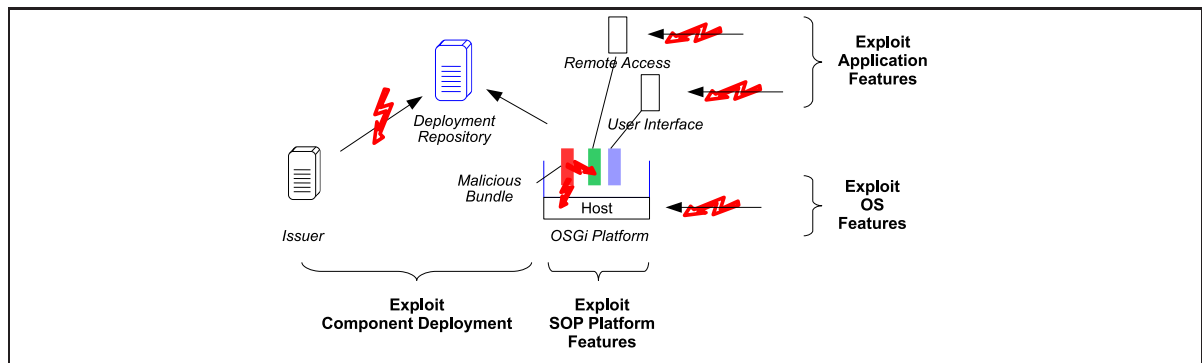 Remote Access
Exploit
Application
Features
User Interface
Deployment
Repository
Malicious
Bundle
Host
Exploit
OS
Features
Issuer
OSGi Platform
Exploit
Component Deployment
Exploit
SOP Platform
Features